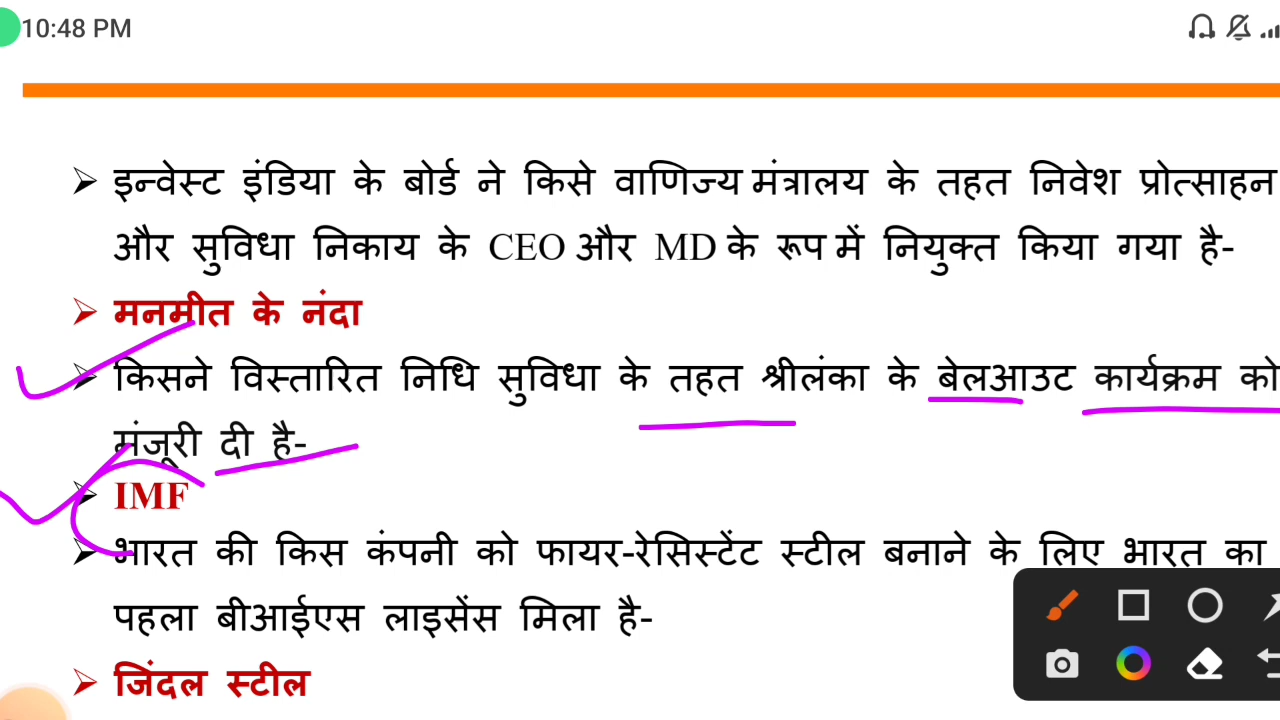 10:48 PM
➢ इन्वेस्ट इंडिया के बोर्ड ने किसे वाणिज्य मंत्रालय के तहत निवेश प्रोत्साहन
और सुविधा निकाय के CEO और MD के रूप में नियुक्त किया गया है-
➢ मनमीत के नंदा
➢ किसने विस्तारित निधि सुविधा के तहत श्रीलंका के बेलआउट कार्यक्रम को
मंजूरी दी है-
➢ IMF
➢ भारत की किस कंपनी को फायर-रेसिस्टेंट स्टील बनाने के लिए भारत का
पहला बीआईएस लाइसेंस मिला है-
➢ जिंदल स्टील